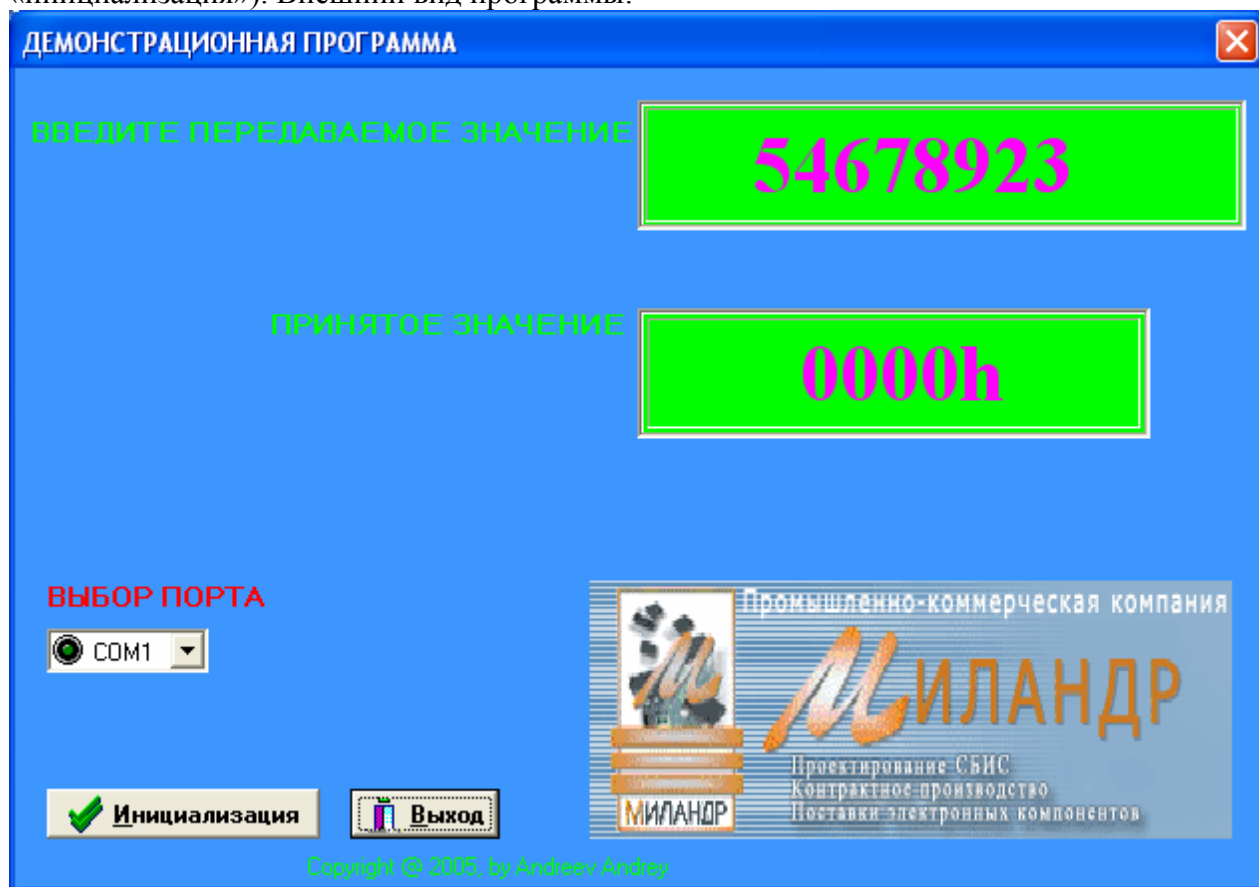 «инициализация»). Внешний вид программы:
ДЕМОНСТРАЦИОННАЯ ПРОГРАММА
ВВЕДИТЕ ПЕРЕДАВАЕМОЕ ЗНАЧЕНИЕ
54678923
ПРИНЯТОЕ ЗНАЧЕНИЕ
0000h
ВЫБОР ПОРТА
COM1
Промышленно-коммерческая компания
МИЛАНДР
Проектирование СБИС
Контрактное производство
Поставки электронных компонентов
МИЛАНДР
Инициализация
Выход
Copyright @ 2005, by Andreev Andrey